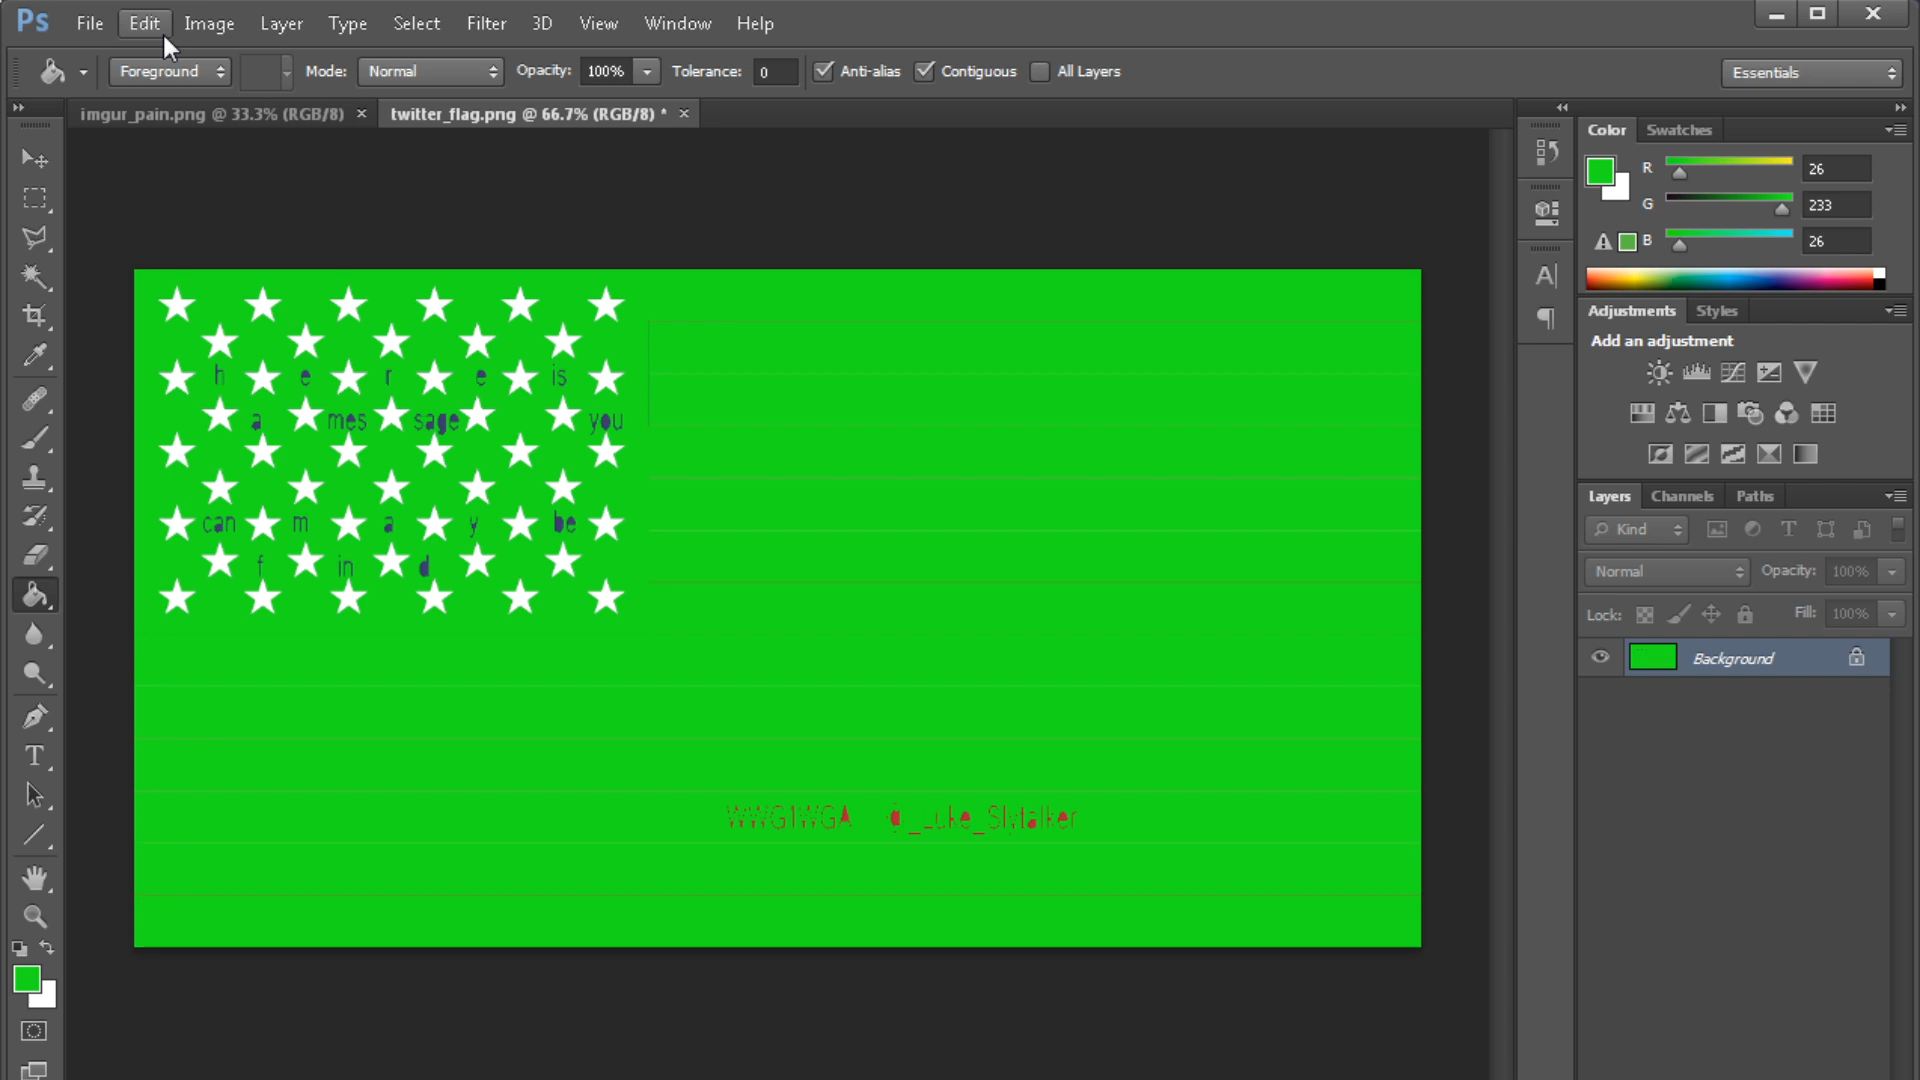 Ps File Edit Image Layer Type Select Filter 3D View Window Help
Foreground Mode: Normal Opacity: 100% Tolerance: 0 Anti-alias Contiguous All Layers Essentials
imgur_pain.png @ 33.3% (RGB/8) × twitter_flag.png @ 66.7% (RGB/8) * ×
Color Swatches
R 26
G 233
B 26
Adjustments Styles
Add an adjustment
h e r e is
a mes sage you
can m a y be
f in d
WWG1WGA @_Luke_Slytalker
Layers Channels Paths
Kind
Normal Opacity: 100%
Lock: Fill: 100%
Background